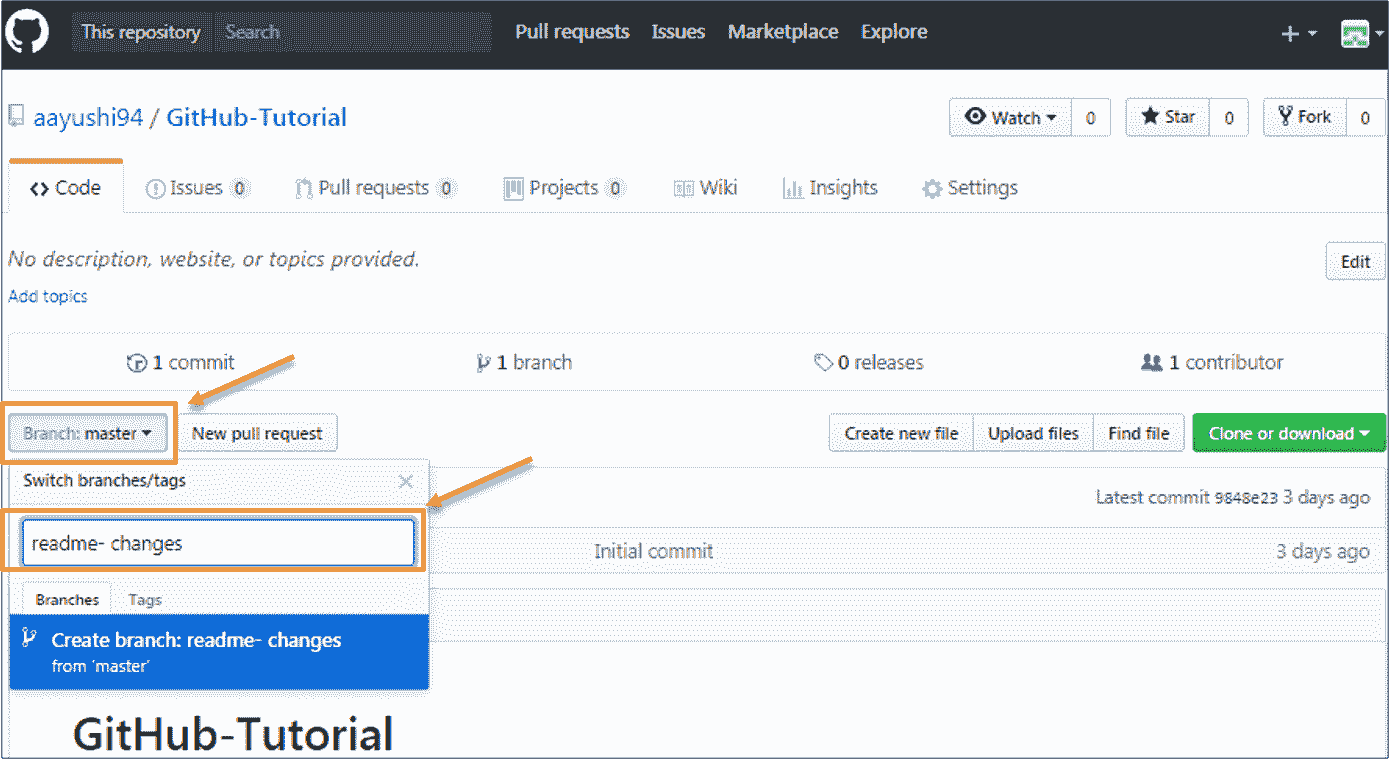 This repository Search Pull requests Issues Marketplace Explore
aayushi94 / GitHub-Tutorial Watch 0 Star 0 Fork 0
Code Issues 0 Pull requests 0 Projects 0 Wiki Insights Settings
No description, website, or topics provided. Edit
Add topics
1 commit 1 branch 0 releases 1 contributor
Branch: master New pull request Create new file Upload files Find file Clone or download
Switch branches/tags
Latest commit 9848e23 3 days ago
readme- changes Initial commit 3 days ago
Branches Tags
Create branch: readme- changes
from 'master'
GitHub-Tutorial